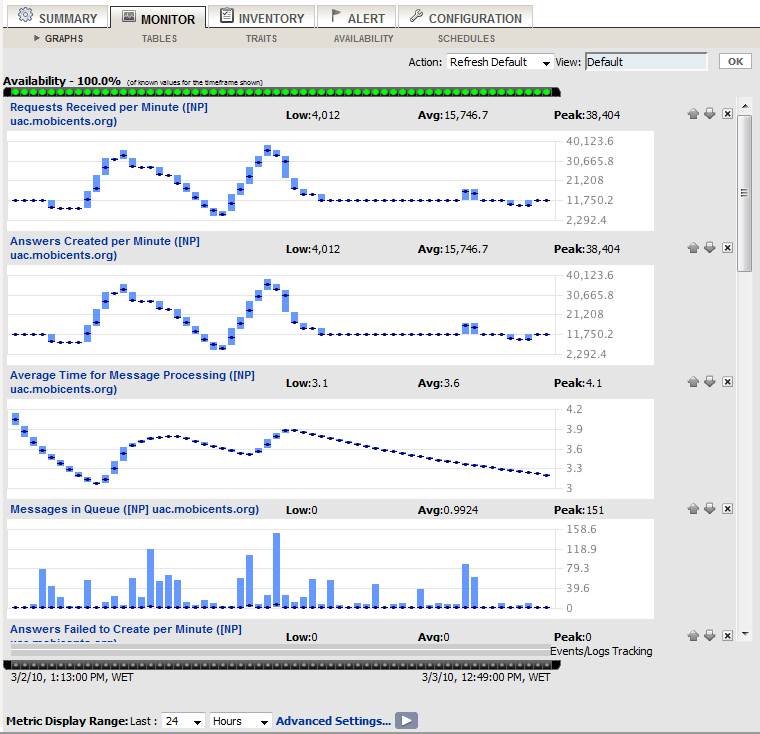 SUMMARY MONITOR INVENTORY ALERT CONFIGURATION
GRAPHS TABLES TRAITS AVAILABILITY SCHEDULES
Action: Refresh Default View: Default OK
Availability - 100.0% (of known values for the timeframe shown)
Requests Received per Minute ([NP]
uac.mobicents.org) Low:4,012 Avg:15,746.7 Peak:38,404
40,123.6
30,665.8
21,208
11,750.2
2,292.4
Answers Created per Minute ([NP]
uac.mobicents.org) Low:4,012 Avg:15,746.7 Peak:38,404
40,123.6
30,665.8
21,208
11,750.2
2,292.4
Average Time for Message Processing ([NP]
uac.mobicents.org) Low:3.1 Avg:3.6 Peak:4.1
4.2
3.9
3.6
3.3
3
Messages in Queue ([NP] uac.mobicents.org) Low:0 Avg:0.9924 Peak:151
158.6
118.9
79.3
39.6
0
Answers Failed to Create per Minute ([NP]
uac.mobicents.org) Low:0 Avg:0 Peak:0
Events/Logs Tracking
3/2/10, 1:13:00 PM, WET 3/3/10, 12:49:00 PM, WET
Metric Display Range: Last : 24 Hours Advanced Settings...